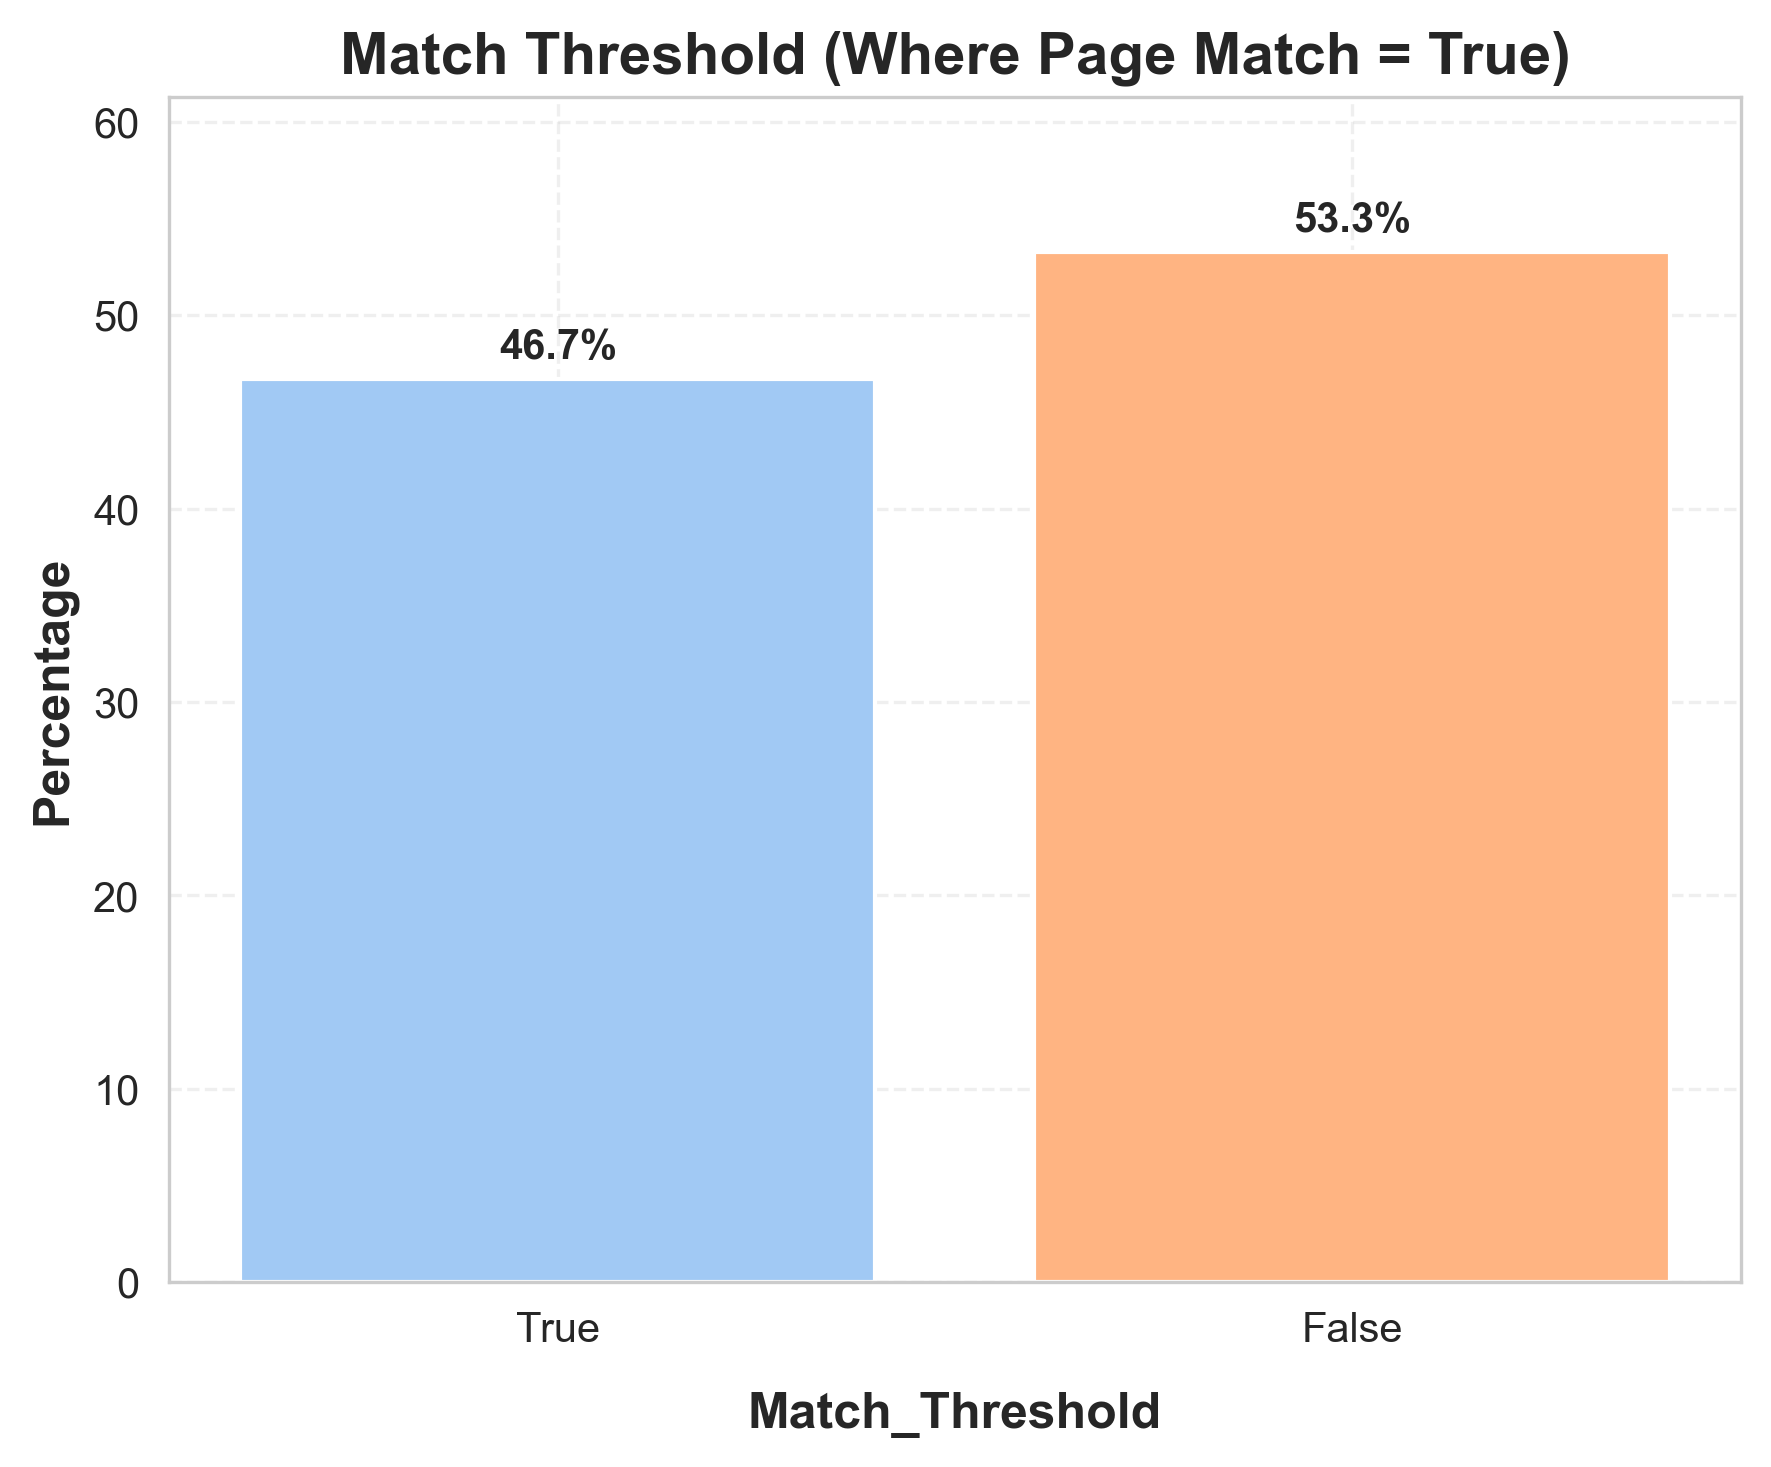 Match Threshold (Where Page Match = True)
60
50
40
30
20
10
0
Percentage
46.7%
53.3%
True
False
Match_Threshold